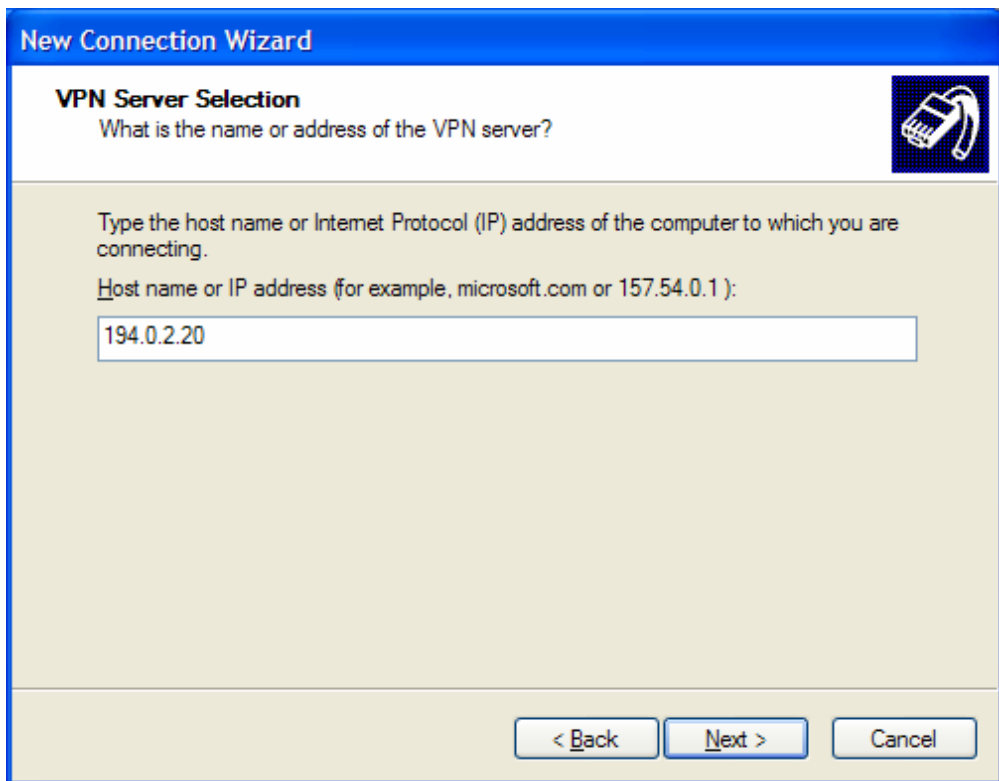 New Connection Wizard
VPN Server Selection
What is the name or address of the VPN server?
Type the host name or Internet Protocol (IP) address of the computer to which you are
connecting.
Host name or IP address (for example, microsoft.com or 157.54.0.1 ):
194.0.2.20
< Back
Next >
Cancel